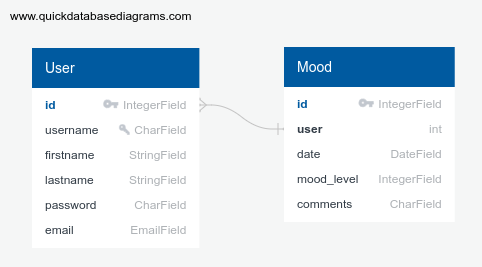 www.quickdatabasediagrams.com
User
id IntegerField
username CharField
firstname StringField
lastname StringField
password CharField
email EmailField
Mood
id IntegerField
user int
date DateField
mood_level IntegerField
comments CharField